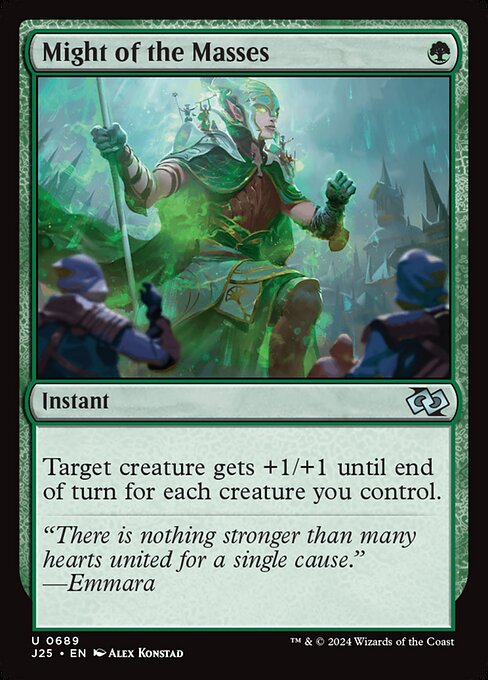 Might of the Masses
Instant
Target creature gets +1/+1 until end
of turn for each creature you control.
“There is nothing stronger than many
hearts united for a single cause.”
—Emmara
U 0689
J25 • EN Alex Konstad
™ & © 2024 Wizards of the Coast